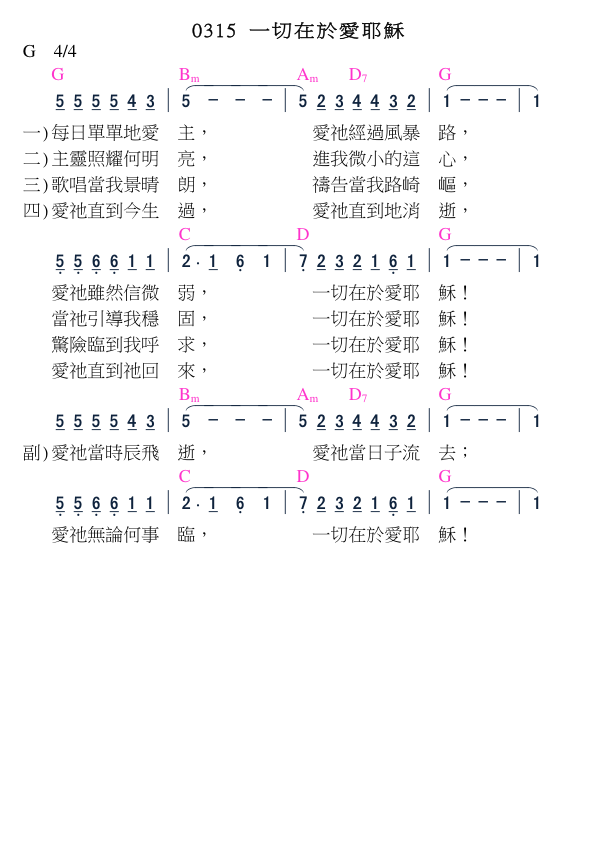 0315 一切在於愛耶穌
G 4/4
G Bm Am D7 G
5 5 5 5 4 3 | 5 - - - | 5 2 3 4 4 3 2 | 1 - - - | 1
一)每日單單地愛 主， 愛祂經過風暴 路，
二)主靈照耀何明 亮， 進我微小的這 心，
三)歌唱當我景晴 朗， 禱告當我路崎 嶇，
四)愛祂直到今生 過， 愛祂直到地消 逝，
C D G
5 5 6 6 1 1 | 2 · 1 6 1 | 7 2 3 2 1 6 1 | 1 - - - | 1
愛祂雖然信微 弱， 一切在於愛耶 穌！
當祂引導我穩 固， 一切在於愛耶 穌！
驚險臨到我呼 求， 一切在於愛耶 穌！
愛祂直到祂回 來， 一切在於愛耶 穌！
Bm Am D7 G
5 5 5 5 4 3 | 5 - - - | 5 2 3 4 4 3 2 | 1 - - - | 1
副)愛祂當時辰飛 逝， 愛祂當日子流 去；
C D G
5 5 6 6 1 1 | 2 · 1 6 1 | 7 2 3 2 1 6 1 | 1 - - - | 1
愛祂無論何事 臨， 一切在於愛耶 穌！